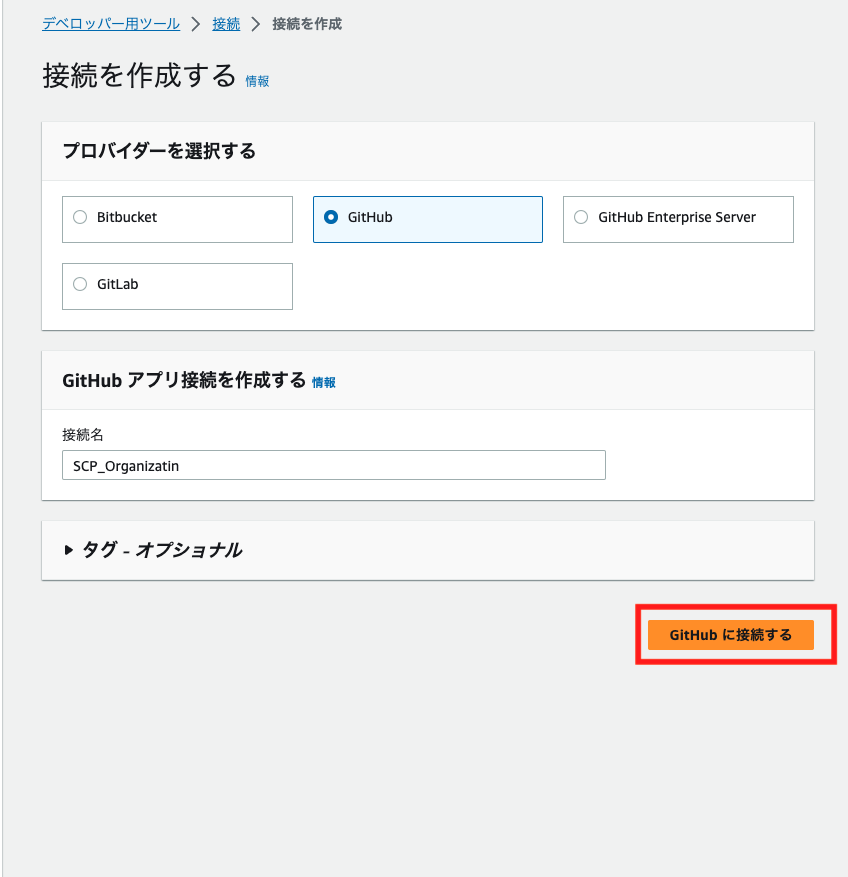 デベロッパー用ツール > 接続 > 接続を作成
接続を作成する 情報
プロバイダーを選択する
Bitbucket GitHub GitHub Enterprise Server
GitLab
GitHub アプリ接続を作成する 情報
接続名
SCP_Organizatin
タグ - オプショナル
GitHub に接続する